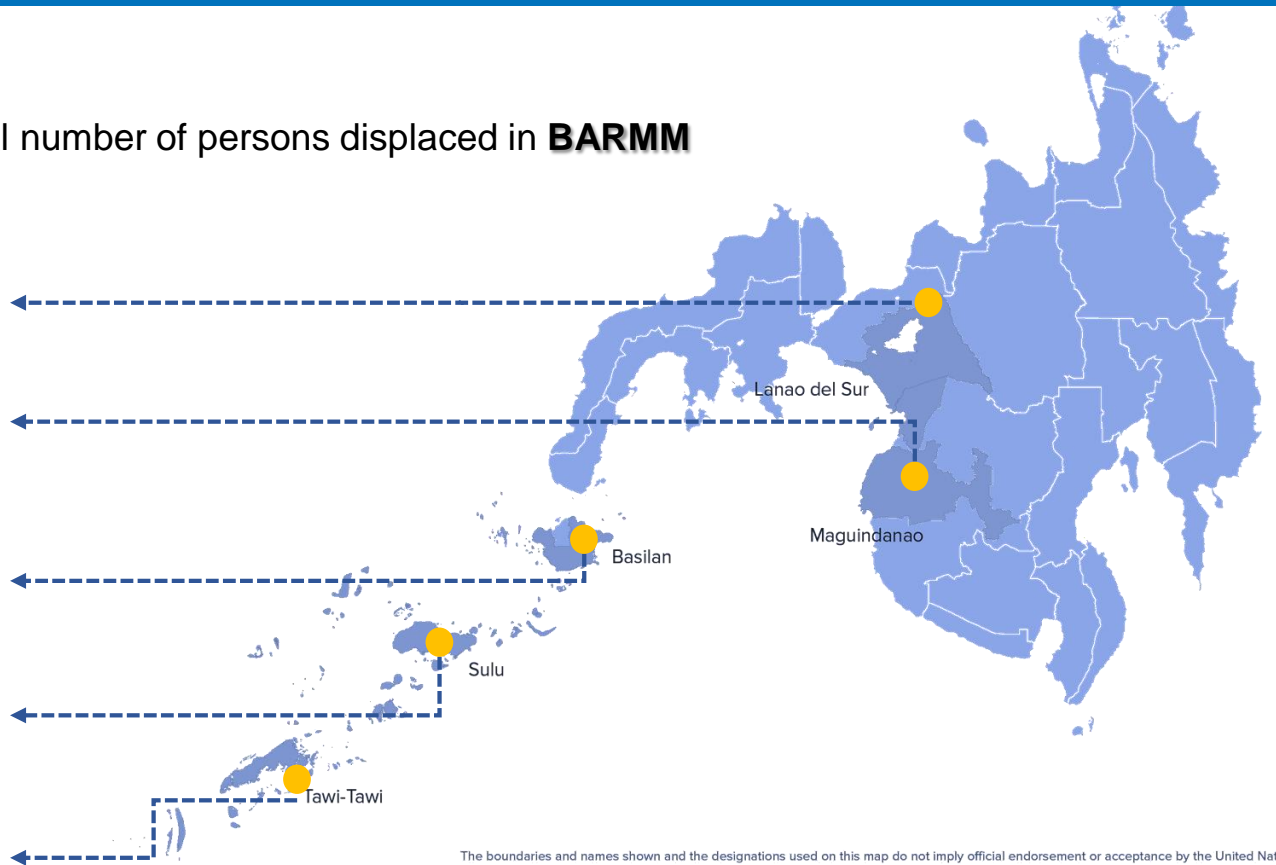 l number of persons displaced in BARMM
Lanao del Sur
Maguindanao
Basilan
Sulu
Tawi-Tawi
The boundaries and names shown and the designations used on this map do not imply official endorsement or acceptance by the United Nat